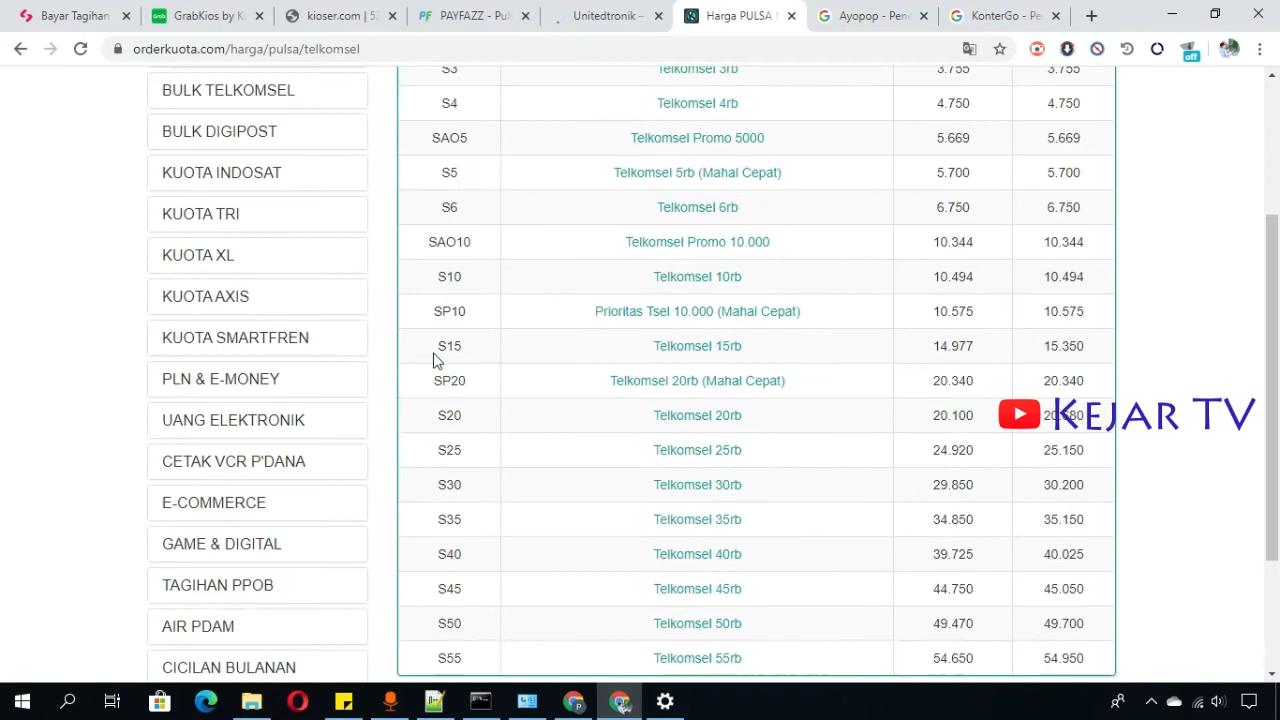 Bayar Tagihan
GrabKios by K
kioser.com | 52
PAYFAZZ - Pul
Unitedtronik –
Harga PULSA
Ayopop - Pene
KonterGo - Pe
orderkuota.com/harga/pulsa/telkomsel
off
BULK TELKOMSEL
BULK DIGIPOST
KUOTA INDOSAT
KUOTA TRI
KUOTA XL
KUOTA AXIS
KUOTA SMARTFREN
PLN & E-MONEY
UANG ELEKTRONIK
CETAK VCR P'DANA
E-COMMERCE
GAME & DIGITAL
TAGIHAN PPOB
AIR PDAM
CICILAN BULANAN
S3 Telkomsel 3rb 3.755 3.755
S4 Telkomsel 4rb 4.750 4.750
SAO5 Telkomsel Promo 5000 5.669 5.669
S5 Telkomsel 5rb (Mahal Cepat) 5.700 5.700
S6 Telkomsel 6rb 6.750 6.750
SAO10 Telkomsel Promo 10.000 10.344 10.344
S10 Telkomsel 10rb 10.494 10.494
SP10 Prioritas Tsel 10.000 (Mahal Cepat) 10.575 10.575
S15 Telkomsel 15rb 14.977 15.350
SP20 Telkomsel 20rb (Mahal Cepat) 20.340 20.340
S20 Telkomsel 20rb 20.100
S25 Telkomsel 25rb 24.920 25.150
S30 Telkomsel 30rb 29.850 30.200
S35 Telkomsel 35rb 34.850 35.150
S40 Telkomsel 40rb 39.725 40.025
S45 Telkomsel 45rb 44.750 45.050
S50 Telkomsel 50rb 49.470 49.700
S55 Telkomsel 55rb 54.650 54.950
KEJAR TV